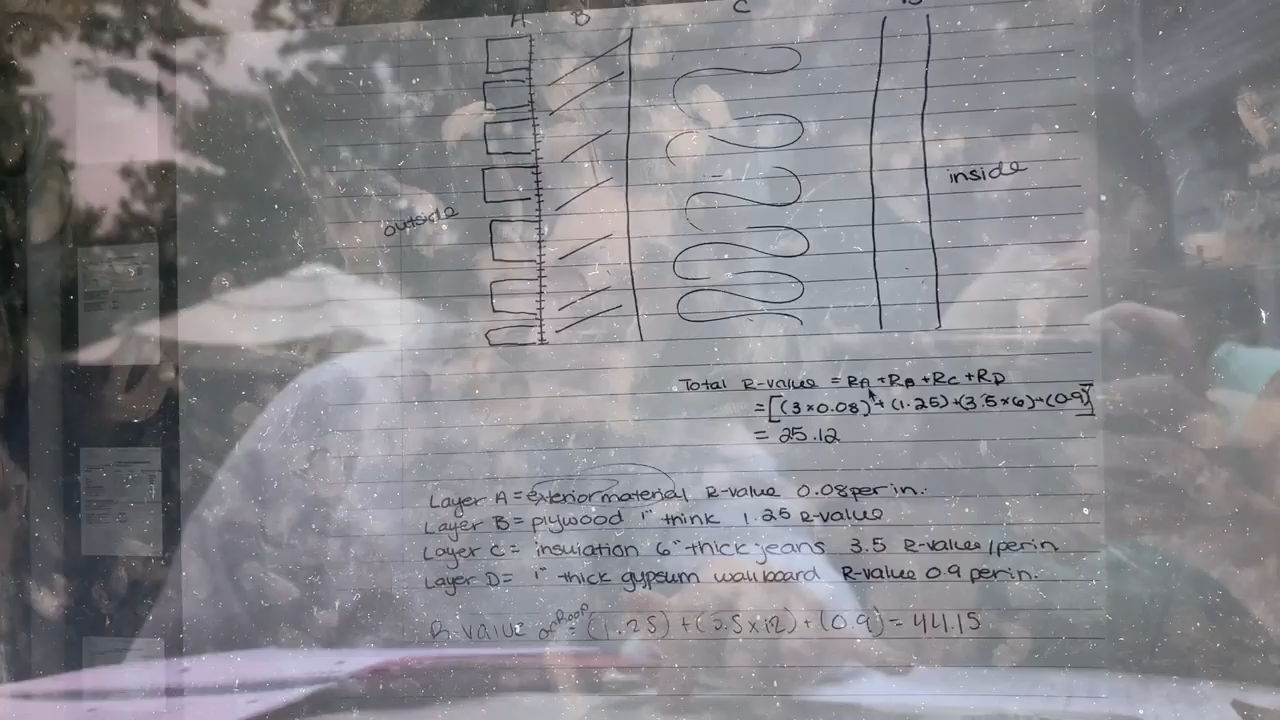 A B C
inside
outside
Total R-value = RA + RB + RC + RD
= [(3 x 0.08) + (1.25) + (3.5 x 6) + (0.9)]
= 25.12
Layer A = exterior material R-value 0.08 per in.
Layer B = plywood 1" think 1.25 R-value
Layer C = insulation 6" thick jeans 3.5 R-values/per in
Layer D = 1" thick gypsum wall board R-value 0.9 per in.
R-value of Roof = (1.25) + (3.5 x 12) + (0.9) = 44.15